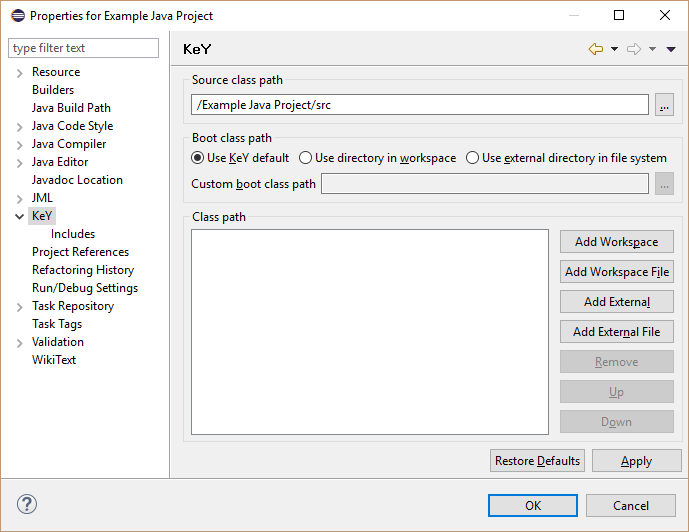 Properties for Example Java Project
type filter text
KeY
Resource
Builders
Java Build Path
Java Code Style
Java Compiler
Java Editor
Javadoc Location
JML
KeY
Includes
Project References
Refactoring History
Run/Debug Settings
Task Repository
Task Tags
Validation
WikiText
Source class path
/Example Java Project/src
...
Boot class path
Use KeY default Use directory in workspace Use external directory in file system
Custom boot class path ...
Class path
Add Workspace
Add Workspace File
Add External
Add External File
Remove
Up
Down
Restore Defaults Apply
? OK Cancel